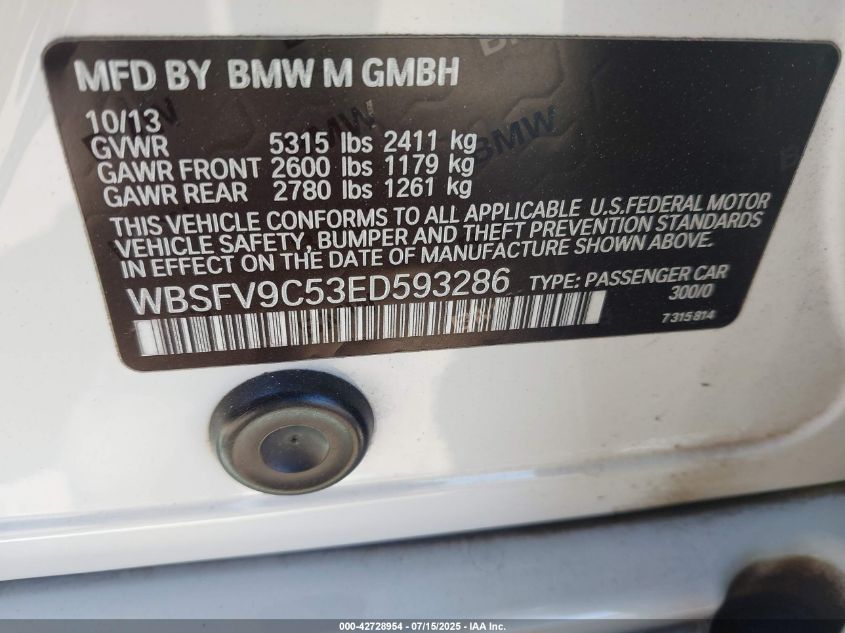 MFD BY BMW M GMBH
10/13
GVWR 5315 lbs 2411 kg
GAWR FRONT 2600 lbs 1179 kg
GAWR REAR 2780 lbs 1261 kg
THIS VEHICLE CONFORMS TO ALL APPLICABLE U.S.FEDERAL MOTOR
VEHICLE SAFETY, BUMPER AND THEFT PREVENTION STANDARDS
IN EFFECT ON THE DATE OF MANUFACTURE SHOWN ABOVE.
WBSFV9C53ED593286 TYPE: PASSENGER CAR
300/0
7315814
BMW
000-42728954 - 07/15/2025 - IAA Inc.